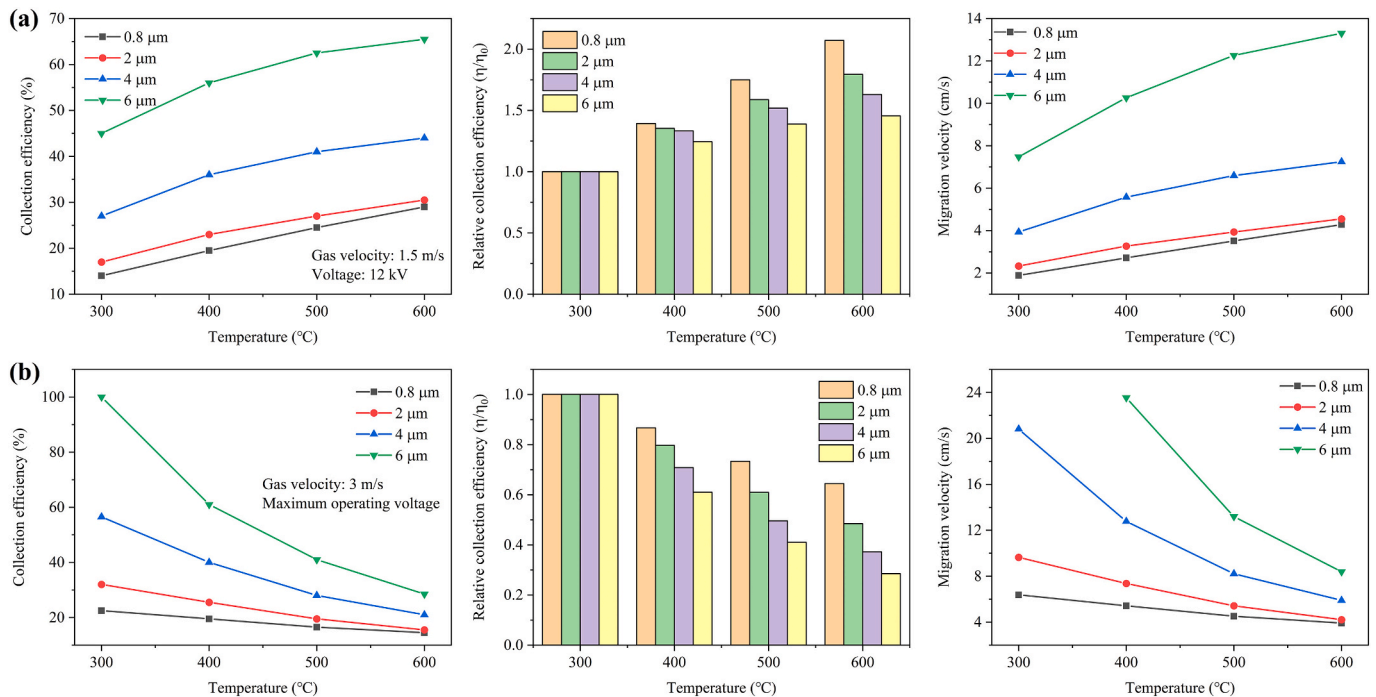 (a)
70
60
50
40
30
20
10
300
400
500
600
Collection efficiency (%)
Temperature (℃)
0.8 μm
2 μm
4 μm
6 μm
Gas velocity: 1.5 m/s
Voltage: 12 kV
2.0
1.5
1.0
0.5
0.0
300
400
500
600
Relative collection efficiency (η/η₀)
Temperature (℃)
0.8 μm
2 μm
4 μm
6 μm
14
12
10
8
6
4
2
300
400
500
600
Migration velocity (cm/s)
Temperature (℃)
0.8 μm
2 μm
4 μm
6 μm
(b)
100
80
60
40
20
300
400
500
600
Collection efficiency (%)
Temperature (℃)
0.8 μm
2 μm
4 μm
6 μm
Gas velocity: 3 m/s
Maximum operating voltage
1.0
0.8
0.6
0.4
0.2
0.0
300
400
500
600
Relative collection efficiency (η/η₀)
Temperature (℃)
0.8 μm
2 μm
4 μm
6 μm
24
20
16
12
8
4
300
400
500
600
Migration velocity (cm/s)
Temperature (℃)
0.8 μm
2 μm
4 μm
6 μm